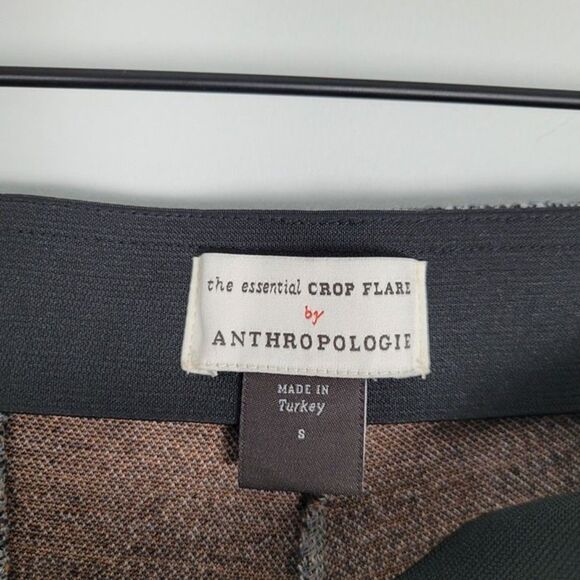 the essential CROP FLARE
by
ANTHROPOLOGIE
MADE IN
Turkey
S